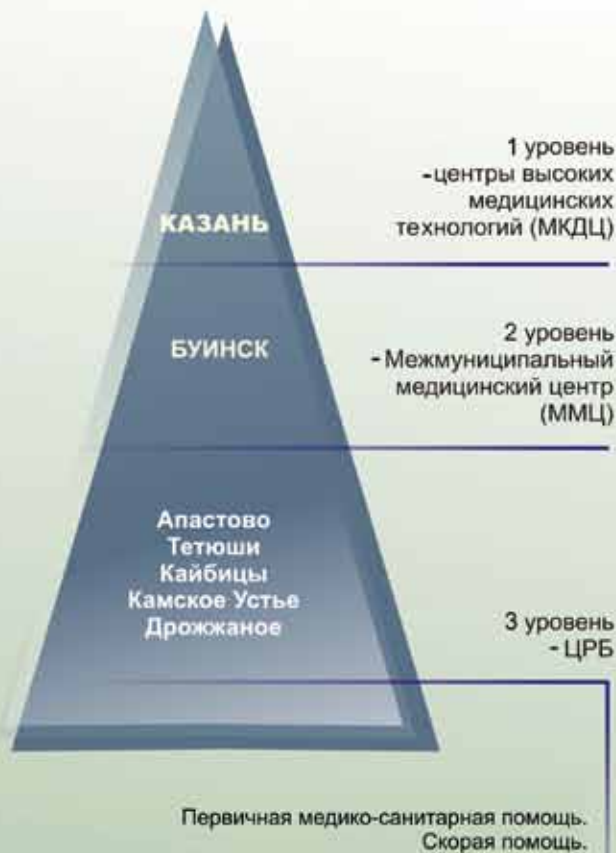 КАЗАНЬ
1 уровень
-центры высоких
медицинских
технологий (МКДЦ)
БУИНСК
2 уровень
- Межмуниципальный
медицинский центр
(ММЦ)
Апастово
Тетюши
Кайбицы
Камское Устье
Дрожжаное
3 уровень
- ЦРБ
Первичная медико-санитарная помощь.
Скорая помощь.